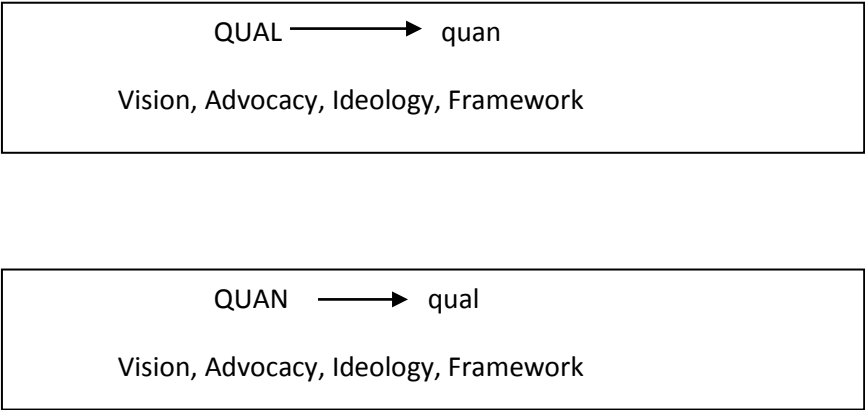 QUAL quan
Vision, Advocacy, Ideology, Framework
QUAN qual
Vision, Advocacy, Ideology, Framework